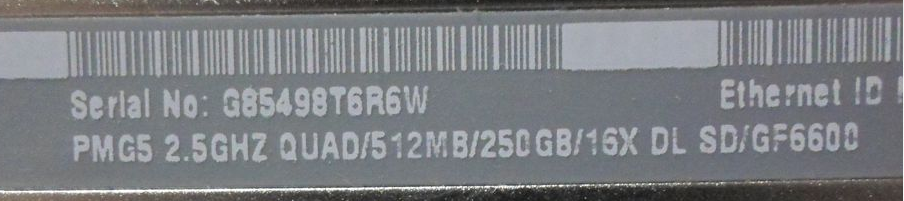 Serial No: G85498T6R6W
Ethernet ID
PMG5 2.5GHZ QUAD/512MB/250GB/16X DL SD/GF6600